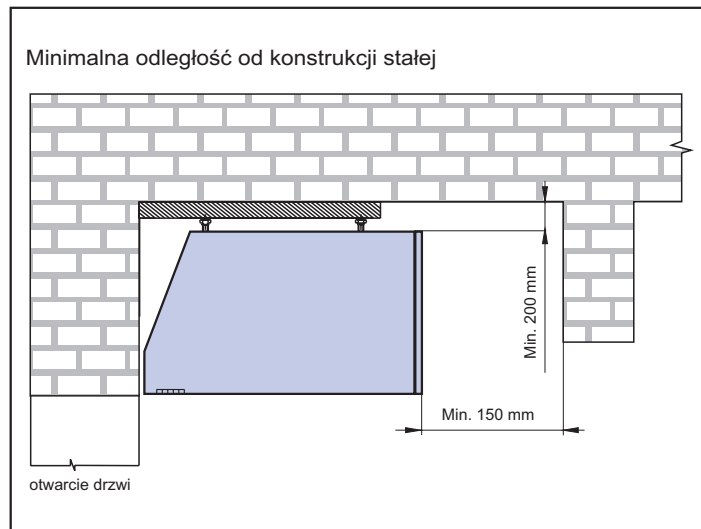 Minimalna odległość od konstrukcji stałej
Min. 200 mm
Min. 150 mm
otwarcie drzwi